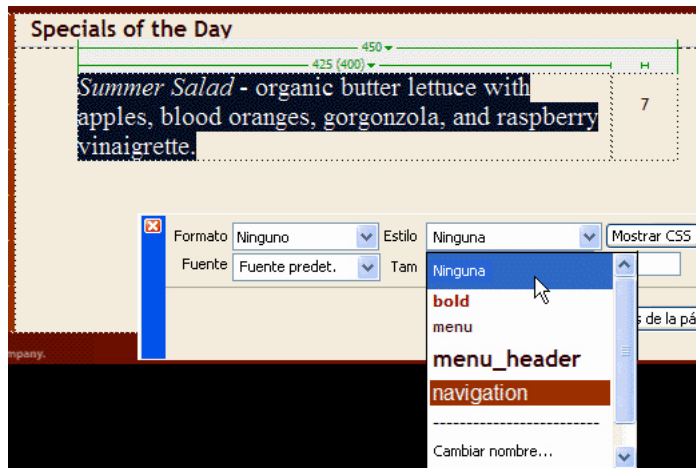 Specials of the Day
450
425 (400)
Summer Salad - organic butter lettuce with
apples, blood oranges, gorgonzola, and raspberry
vinaigrette.
7
Formato Ninguno Estilo Ninguna Mostrar CSS
Fuente Fuente predet. Tam
Ninguna
bold
menu
menu_header
navigation
------------------------
Cambiar nombre...
de la pá
mpany.